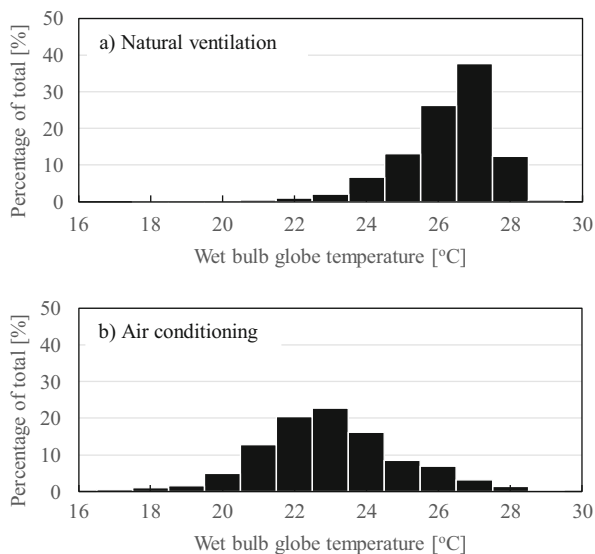 50
a) Natural ventilation
40
30
20
10
0
Percentage of total [%]
16 18 20 22 24 26 28 30
Wet bulb globe temperature [°C]
50
b) Air conditioning
40
30
20
10
0
Percentage of total [%]
16 18 20 22 24 26 28 30
Wet bulb globe temperature [°C]